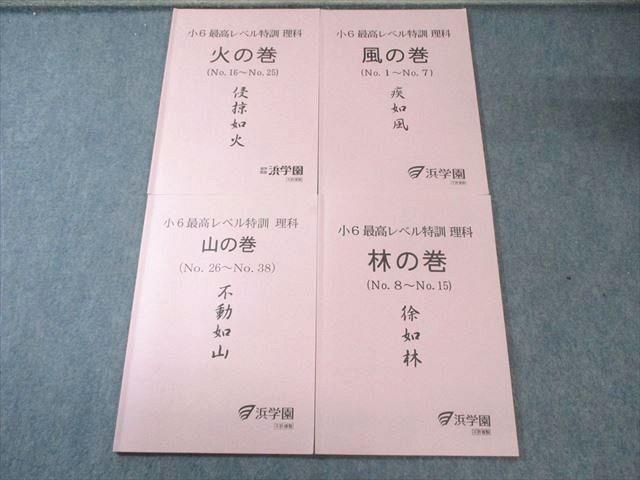 小6 最高レベル特訓 理科
火の巻
(No. 16～No. 25)
侵掠如火
浜学園
小6 最高レベル特訓 理科
風の巻
(No. 1～No. 7)
疾如風
浜学園
小6 最高レベル特訓 理科
山の巻
(No. 26～No. 38)
不動如山
浜学園
小6 最高レベル特訓 理科
林の巻
(No. 8～No. 15)
徐如林
浜学園